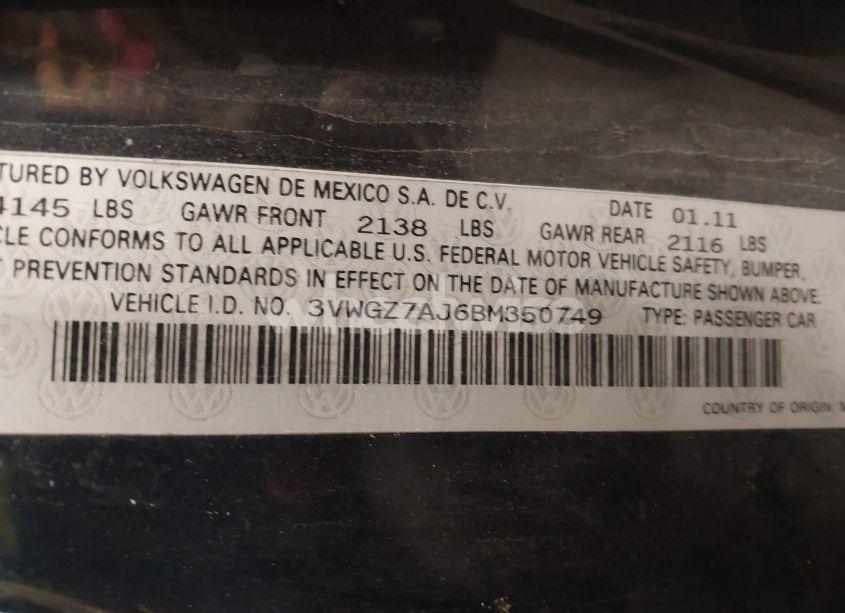 TURED BY VOLKSWAGEN DE MEXICO S.A. DE C.V. DATE 01.11
4145 LBS GAWR FRONT 2138 LBS GAWR REAR 2116 LBS
CLE CONFORMS TO ALL APPLICABLE U.S. FEDERAL MOTOR VEHICLE SAFETY, BUMPER,
PREVENTION STANDARDS IN EFFECT ON THE DATE OF MANUFACTURE SHOWN ABOVE.
VEHICLE I.D. NO. 3VWGZ7AJ6BM350749 TYPE: PASSENGER CAR
COUNTRY OF ORIGIN: M